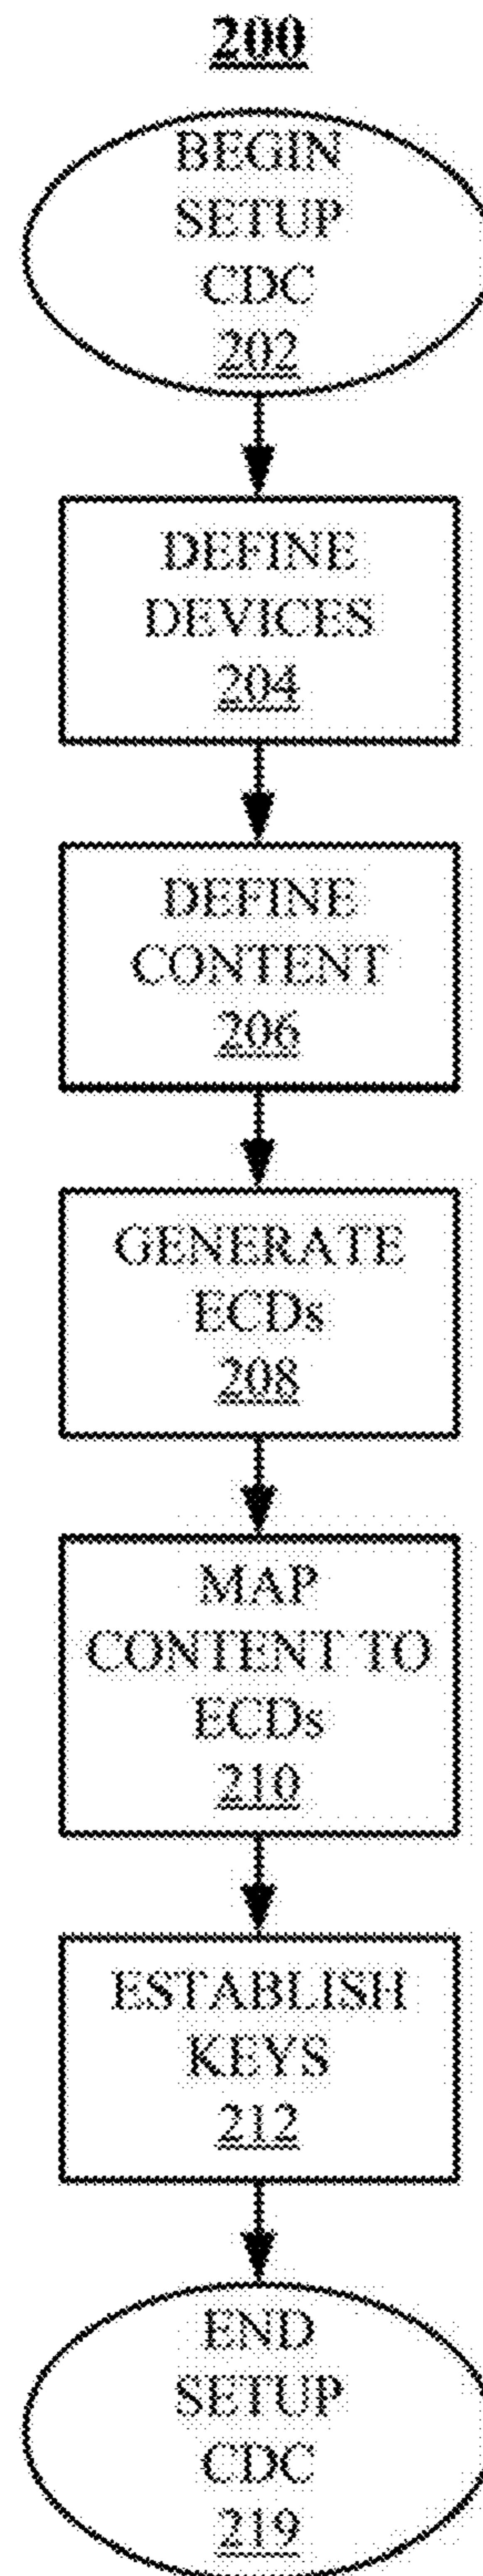 200
BEGIN
SETUP
CDC
202
DEFINE
DEVICES
204
DEFINE
CONTENT
206
GENERATE
ECDs
208
MAP
CONTENT TO
ECDs
210
ESTABLISH
KEYS
212
END
SETUP
CDC
219